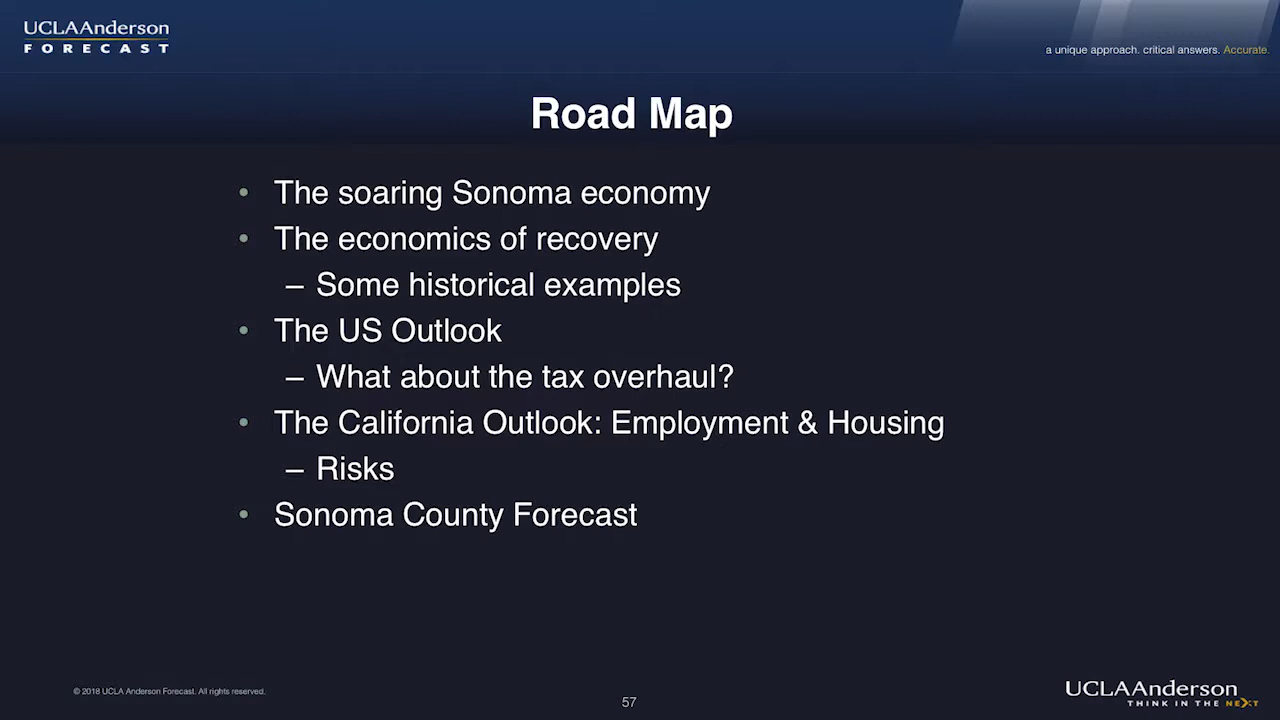 UCLAAnderson
FORECAST
a unique approach. critical answers. Accurate.
Road Map
• The soaring Sonoma economy
• The economics of recovery
– Some historical examples
• The US Outlook
– What about the tax overhaul?
• The California Outlook: Employment & Housing
– Risks
• Sonoma County Forecast
© 2018 UCLA Anderson Forecast. All rights reserved.
57
UCLAAnderson
THINK IN THE NEXT